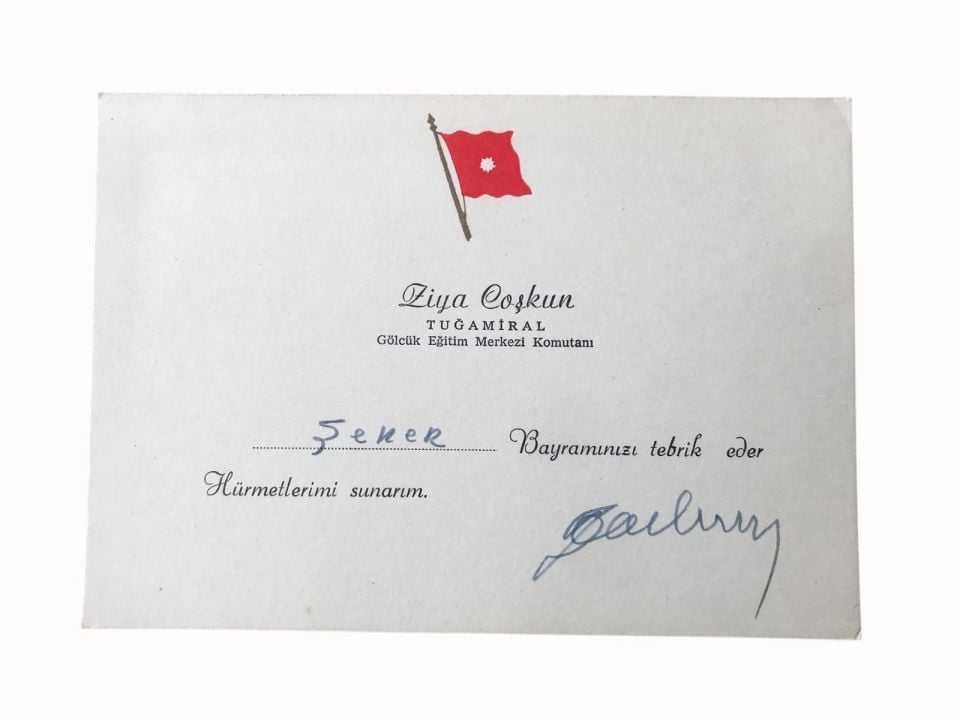 Ziya Coşkun
TUĞAMİRAL
Gölcük Eğitim Merkezi Komutanı
Şeker Bayramınızı tebrik eder
Hürmetlerimi sunarım.